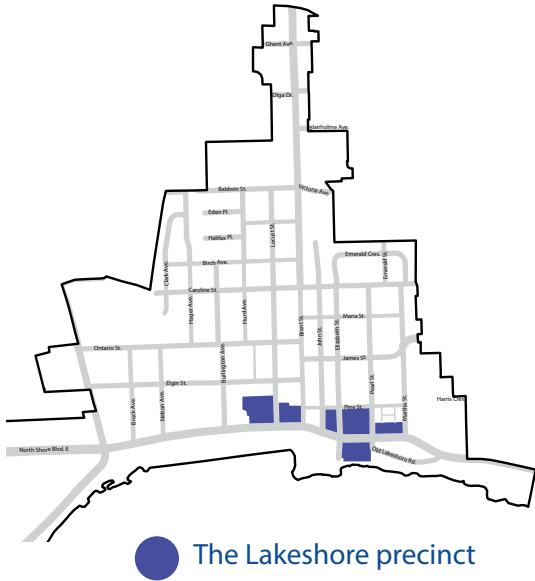 Ghent Ave.
Olga Dr.
Blairholme Ave.
Baldwin St.
Victoria Ave.
Eden Pl.
Locust St.
Halifax Pl.
Emerald Cres.
Emerald St.
Birch Ave.
Clark Ave.
Caroline St.
Hager Ave.
Hurd Ave.
Brant St.
John St.
Elizabeth St.
Maria St.
Ontario St.
James St.
Burlington Ave.
Elgin St.
Pearl St.
Martha St.
Brock Ave.
Nelson Ave.
Pine St.
Harris Cres.
North Shore Blvd. E
Old Lakeshore Rd.
The Lakeshore precinct